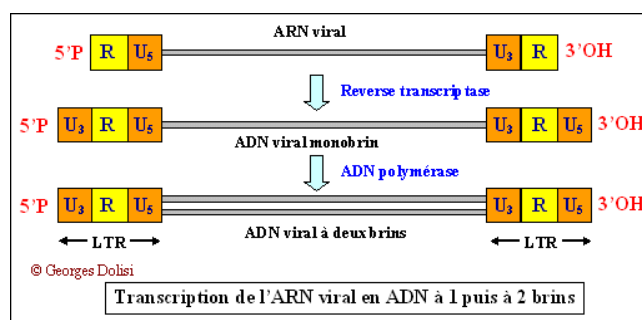 ARN viral
5'P R U5 U3 R 3'OH
Reverse transcriptase
5'P U3 R U5 U3 R U5 3'OH
ADN viral monobrin
ADN polymérase
5'P U3 R U5 U3 R U5 3'OH
ADN viral à deux brins
LTR LTR
© Georges Dolisi
Transcription de l'ARN viral en ADN à 1 puis à 2 brins